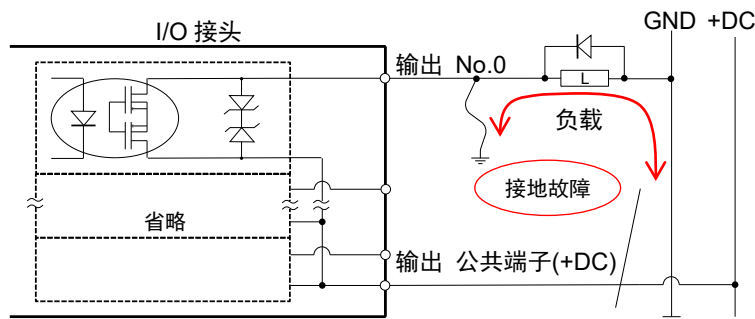 GND +DC
I/O 接头
输出 No.0
L
负载
接地故障
省略
输出 公共端子(+DC)